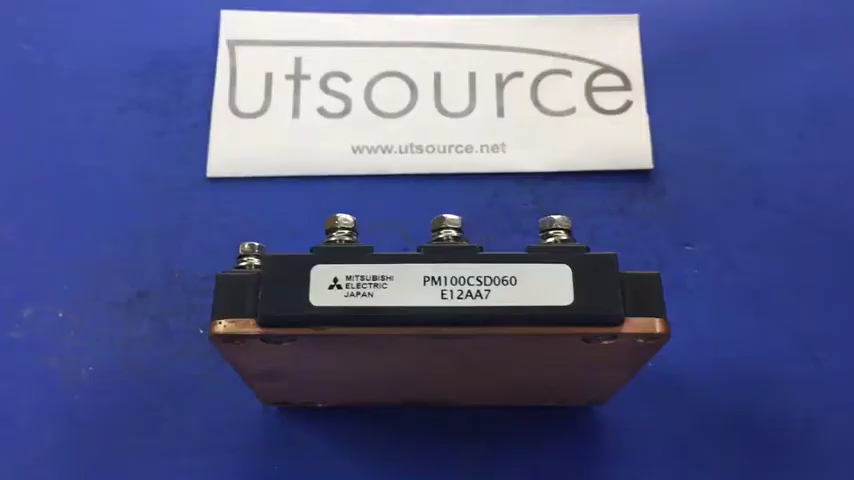 utsource
www.utsource.net
MITSUBISHI
ELECTRIC
JAPAN
PM100CSD060
E12AA7